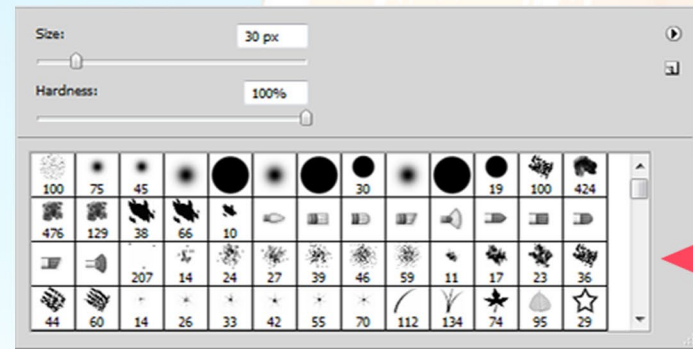 Size: 30 px
Hardness: 100%
100 75 45 30 19 100 424
476 129 38 66 10
207 14 24 27 39 46 59 11 17 23 36
44 60 14 26 33 42 55 70 112 134 74 95 29